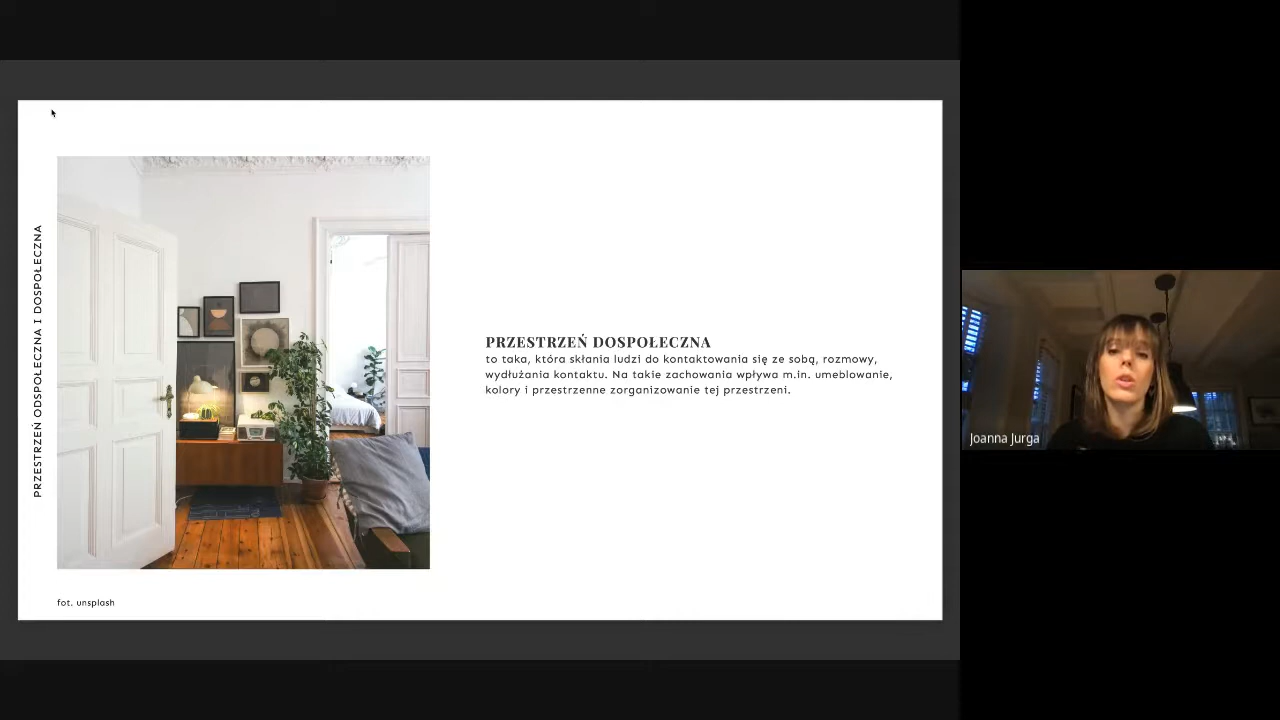 PRZESTRZEŃ ODSPOŁECZNA I DOSPOŁECZNA
PRZESTRZEŃ DOSPOŁECZNA
to taka, która skłania ludzi do kontaktowania się ze sobą, rozmowy,
wydłużania kontaktu. Na takie zachowania wpływa m.in. umeblowanie,
kolory i przestrzenne zorganizowanie tej przestrzeni.
fot. unsplash
Joanna Jurga